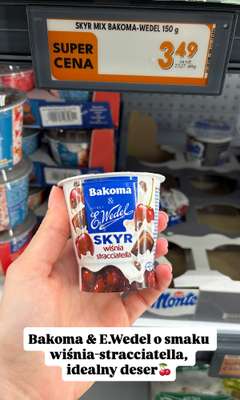 SKYR MIX BAKOMA-WEDEL 150 g
SUPER
CENA
3 49
Bakoma
&
E.Wedel
SKYR
wiśnia
stracciatella
Monte
Bakoma & E.Wedel o smaku
wiśnia-stracciatella,
idealny deser🍒